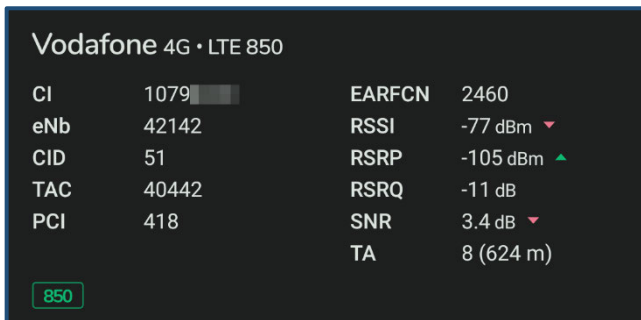 Vodafone 4G • LTE 850
CI 1079
eNb 42142
CID 51
TAC 40442
PCI 418
EARFCN 2460
RSSI -77 dBm
RSRP -105 dBm
RSRQ -11 dB
SNR 3.4 dB
TA 8 (624 m)
850